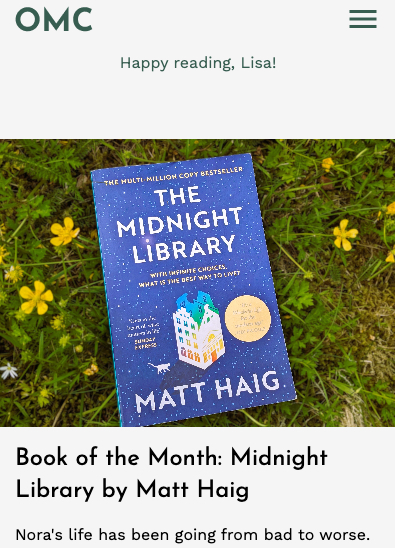 OMC
Happy reading, Lisa!
THE MULTI-MILLION COPY BESTSELLER
THE
MIDNIGHT
LIBRARY
WITH INFINITE CHOICES,
WHAT IS THE BEST WAY TO LIVE?
SUNDAY
EXPRESS
MATT HAIG
Book of the Month: Midnight
Library by Matt Haig
Nora's life has been going from bad to worse.